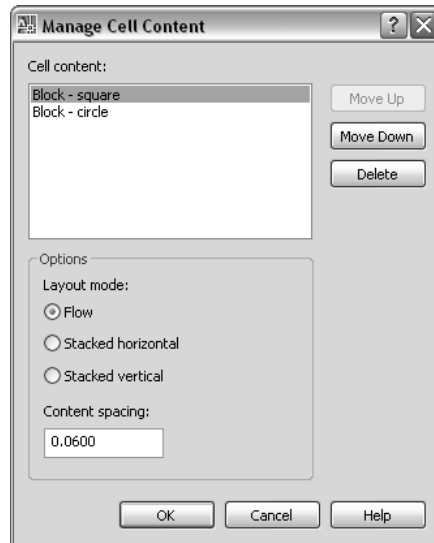 Manage Cell Content
Cell content:
Block - square
Block - circle
Move Up
Move Down
Delete
Options
Layout mode:
Flow
Stacked horizontal
Stacked vertical
Content spacing:
0.0600
OK
Cancel
Help